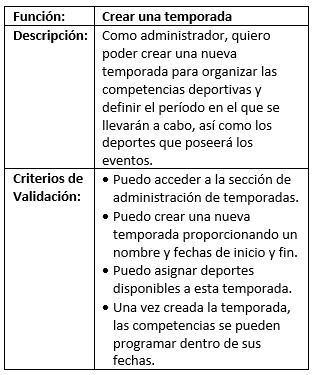 Función: Crear una temporada
Descripción: Como administrador, quiero
poder crear una nueva
temporada para organizar las
competencias deportivas y
definir el período en el que se
llevarán a cabo, así como los
deportes que poseerá los
eventos.
Criterios de • Puedo acceder a la sección de
Validación: administración de temporadas.
• Puedo crear una nueva
temporada proporcionando un
nombre y fechas de inicio y fin.
• Puedo asignar deportes
disponibles a esta temporada.
• Una vez creada la temporada,
las competencias se pueden
programar dentro de sus
fechas.